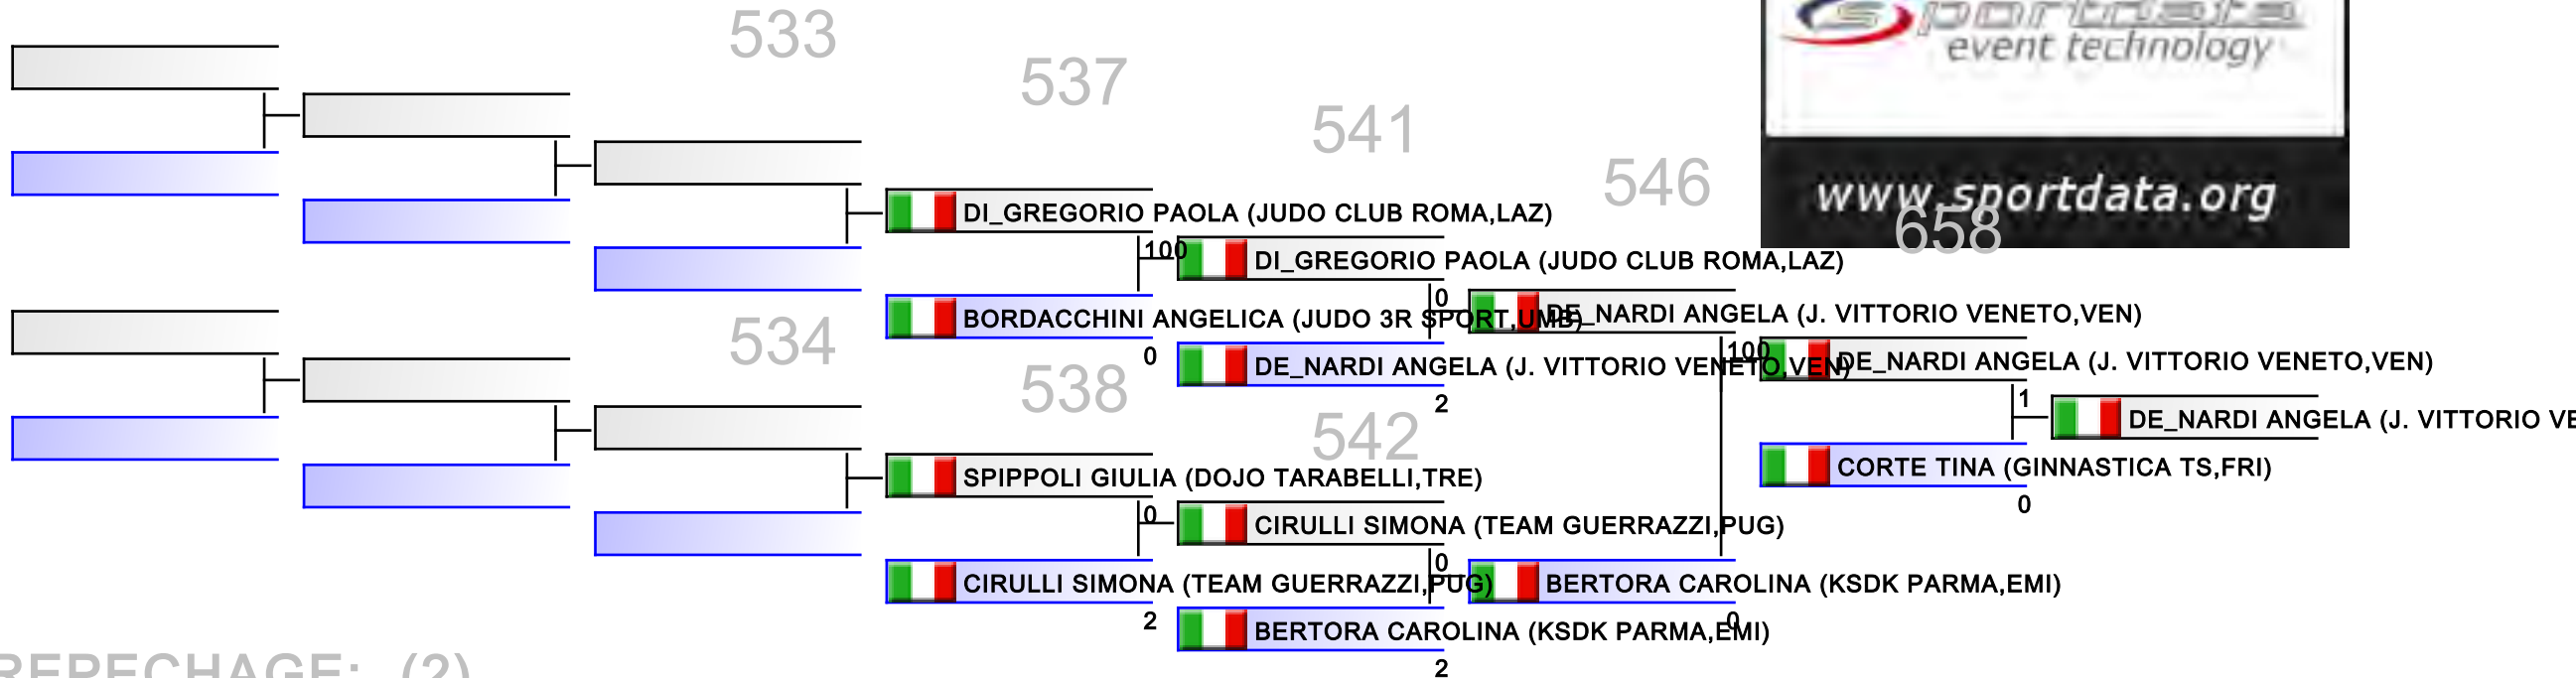 sportdata
event technology
www.sportdata.org
533
537
541
546
658
DI_GREGORIO PAOLA (JUDO CLUB ROMA,LAZ)
100
DI_GREGORIO PAOLA (JUDO CLUB ROMA,LAZ)
0
BORDACCHINI ANGELICA (JUDO 3R SPORT,UMB)
0
DE_NARDI ANGELA (J. VITTORIO VENETO,VEN)
100
DE_NARDI ANGELA (J. VITTORIO VENETO,VEN)
2
DE_NARDI ANGELA (J. VITTORIO VENETO,VEN)
1
DE_NARDI ANGELA (J. VITTORIO VE
CORTE TINA (GINNASTICA TS,FRI)
0
534
538
542
SPIPPOLI GIULIA (DOJO TARABELLI,TRE)
0
CIRULLI SIMONA (TEAM GUERRAZZI,PUG)
0
CIRULLI SIMONA (TEAM GUERRAZZI,PUG)
2
BERTORA CAROLINA (KSDK PARMA,EMI)
0
BERTORA CAROLINA (KSDK PARMA,EMI)
2
REPECHAGE: (2)